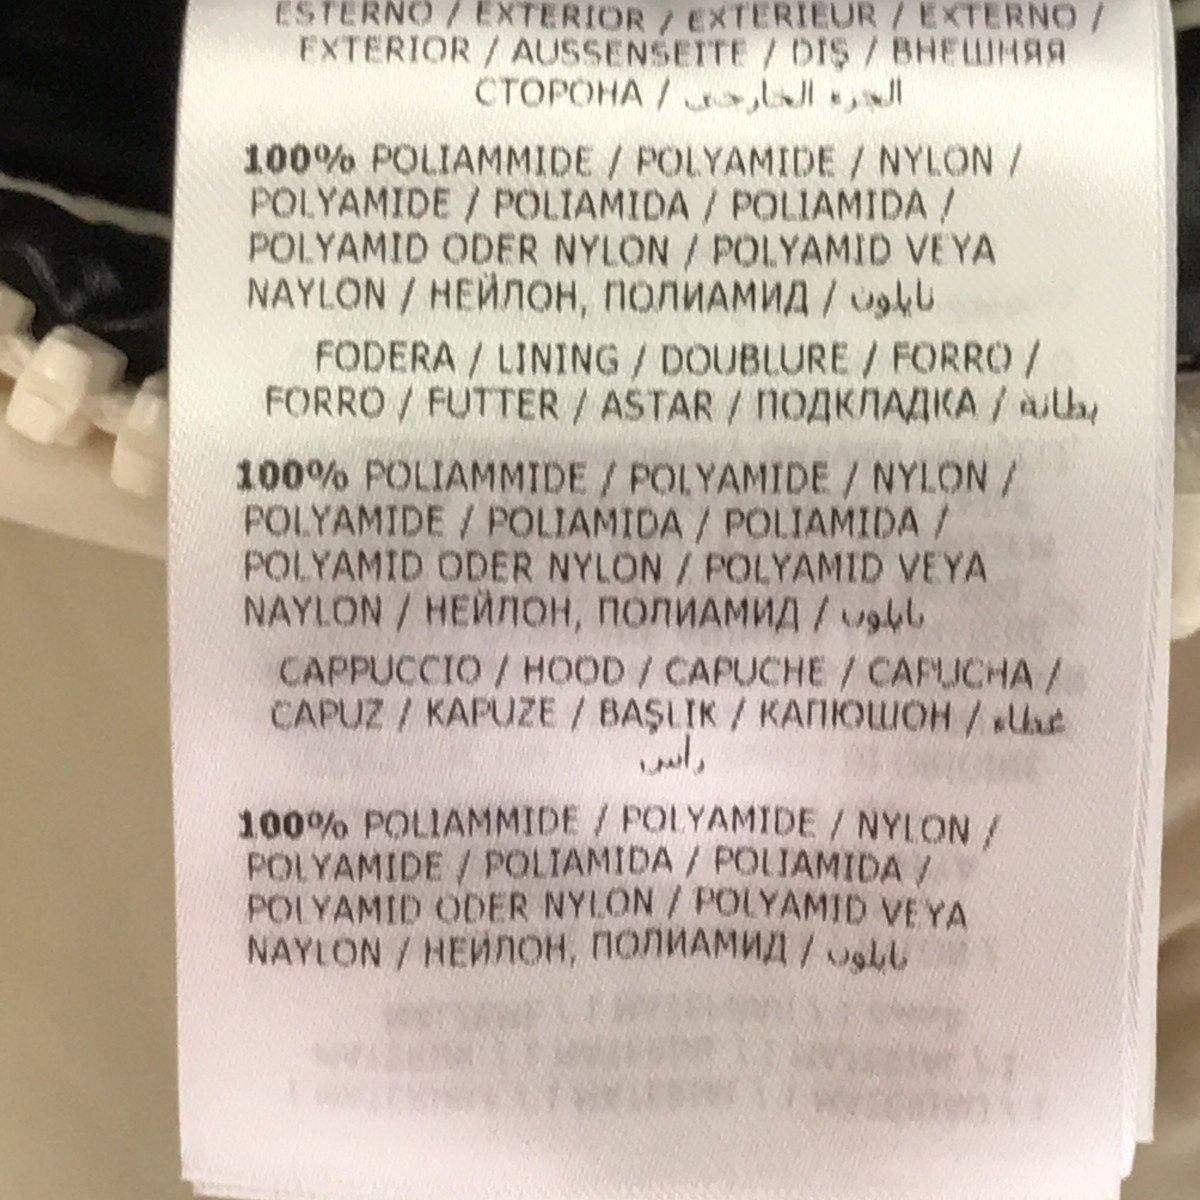 ESTERNO / EXTERIOR / EXTERIEUR / EXTERNO /
EXTERIOR / AUSSENSEITE / DIŞ / ВНЕШНЯЯ
СТОРОНА / الجزء الخارجي
100% POLIAMMIDE / POLYAMIDE / NYLON /
POLYAMIDE / POLIAMIDA / POLIAMIDA /
POLYAMID ODER NYLON / POLYAMID VEYA
NAYLON / НЕЙЛОН, ПОЛИАМИД / نايلون
FODERA / LINING / DOUBLURE / FORRO /
FORRO / FUTTER / ASTAR / ПОДКЛАДКА / بطانة
100% POLIAMMIDE / POLYAMIDE / NYLON /
POLYAMIDE / POLIAMIDA / POLIAMIDA /
POLYAMID ODER NYLON / POLYAMID VEYA
NAYLON / НЕЙЛОН, ПОЛИАМИД / نايلون
CAPPUCCIO / HOOD / CAPUCHE / CAPUCHA /
CAPUZ / KAPUZE / BAŞLIK / КАПЮШОН / غطاء
راس
100% POLIAMMIDE / POLYAMIDE / NYLON /
POLYAMIDE / POLIAMIDA / POLIAMIDA /
POLYAMID ODER NYLON / POLYAMID VEYA
NAYLON / НЕЙЛОН, ПОЛИАМИД / نايلون